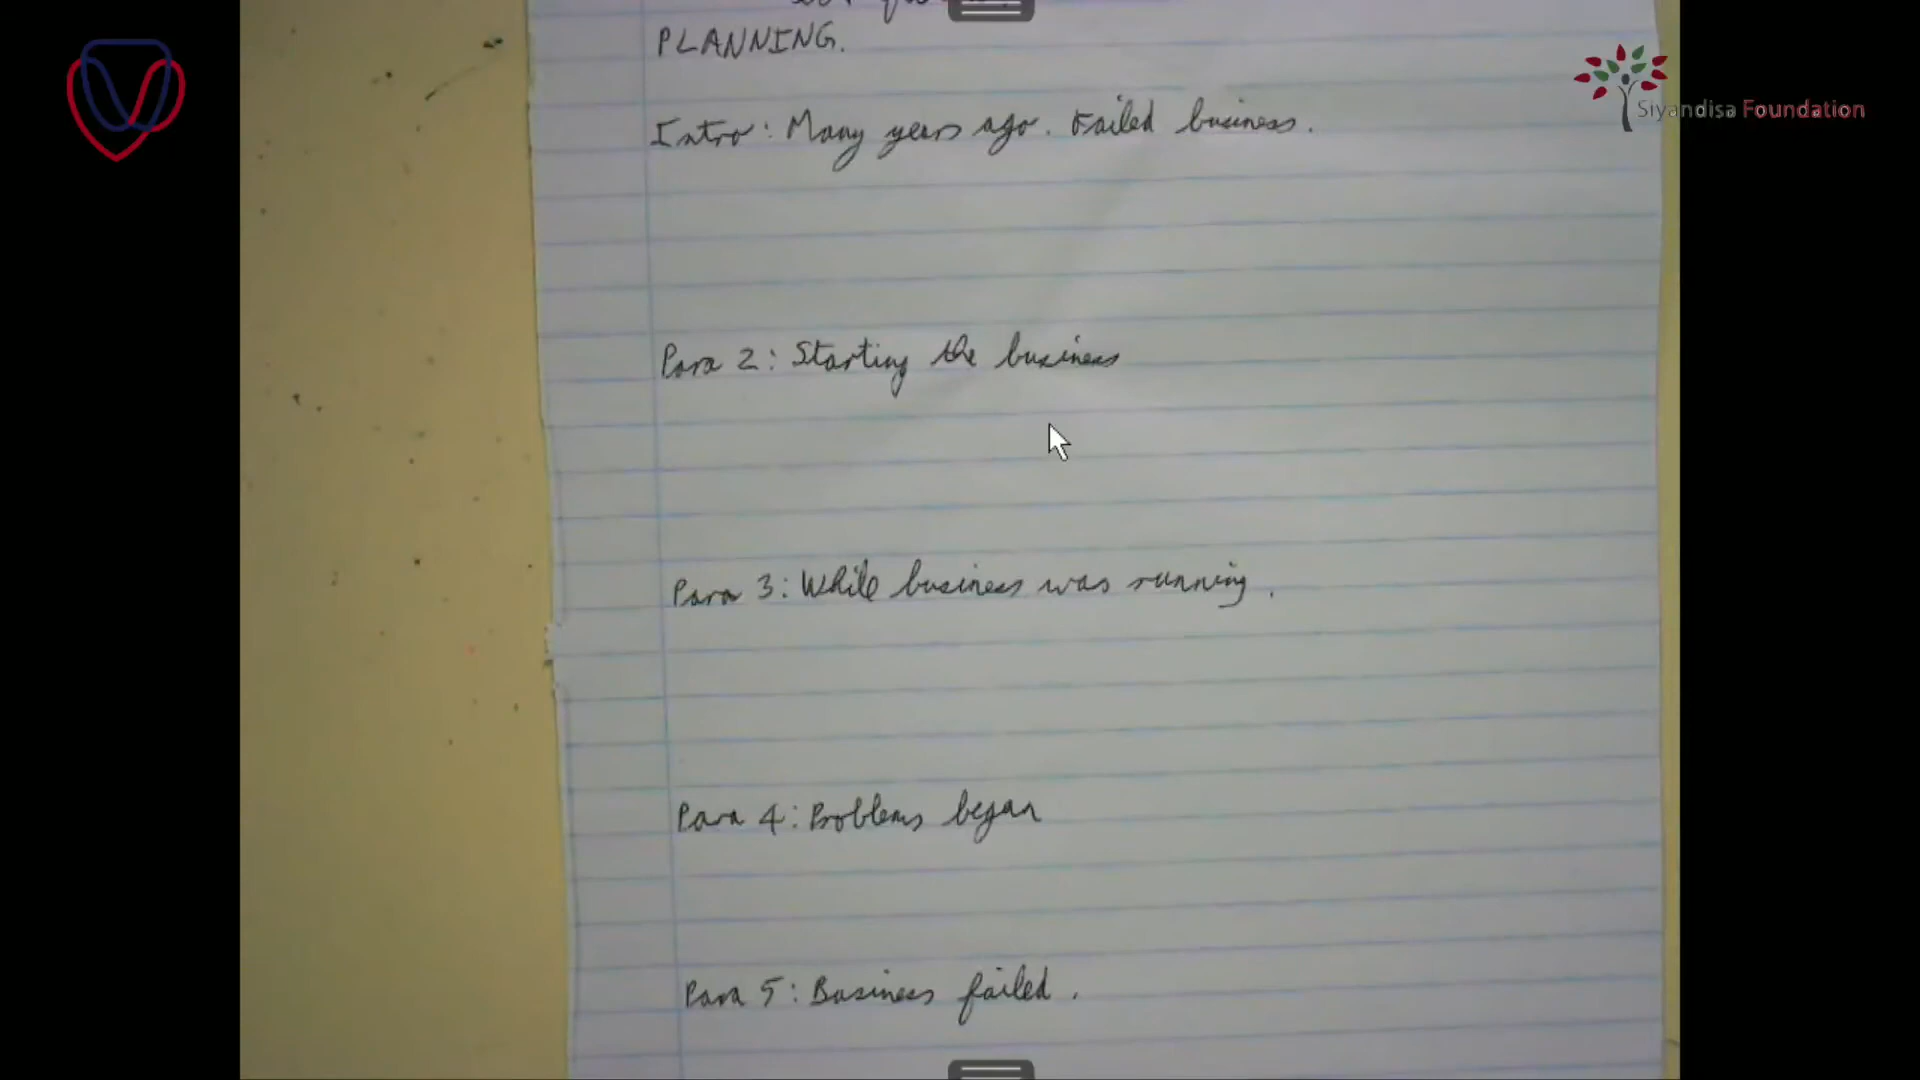 PLANNING.
Siyandisa Foundation
Intro: Many years ago. Failed business.
Para 2: Starting the business
Para 3: While business was running.
Para 4: Problems began
Para 5: Business failed.